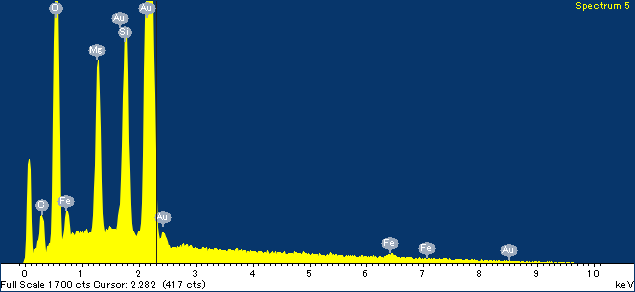 Spectrum 5
O Au Au
Si
Mg
O Fe
Au
Fe Fe Au
0 1 2 3 4 5 6 7 8 9 10
Full Scale 1700 cts Cursor: 2.282 (417 cts) keV